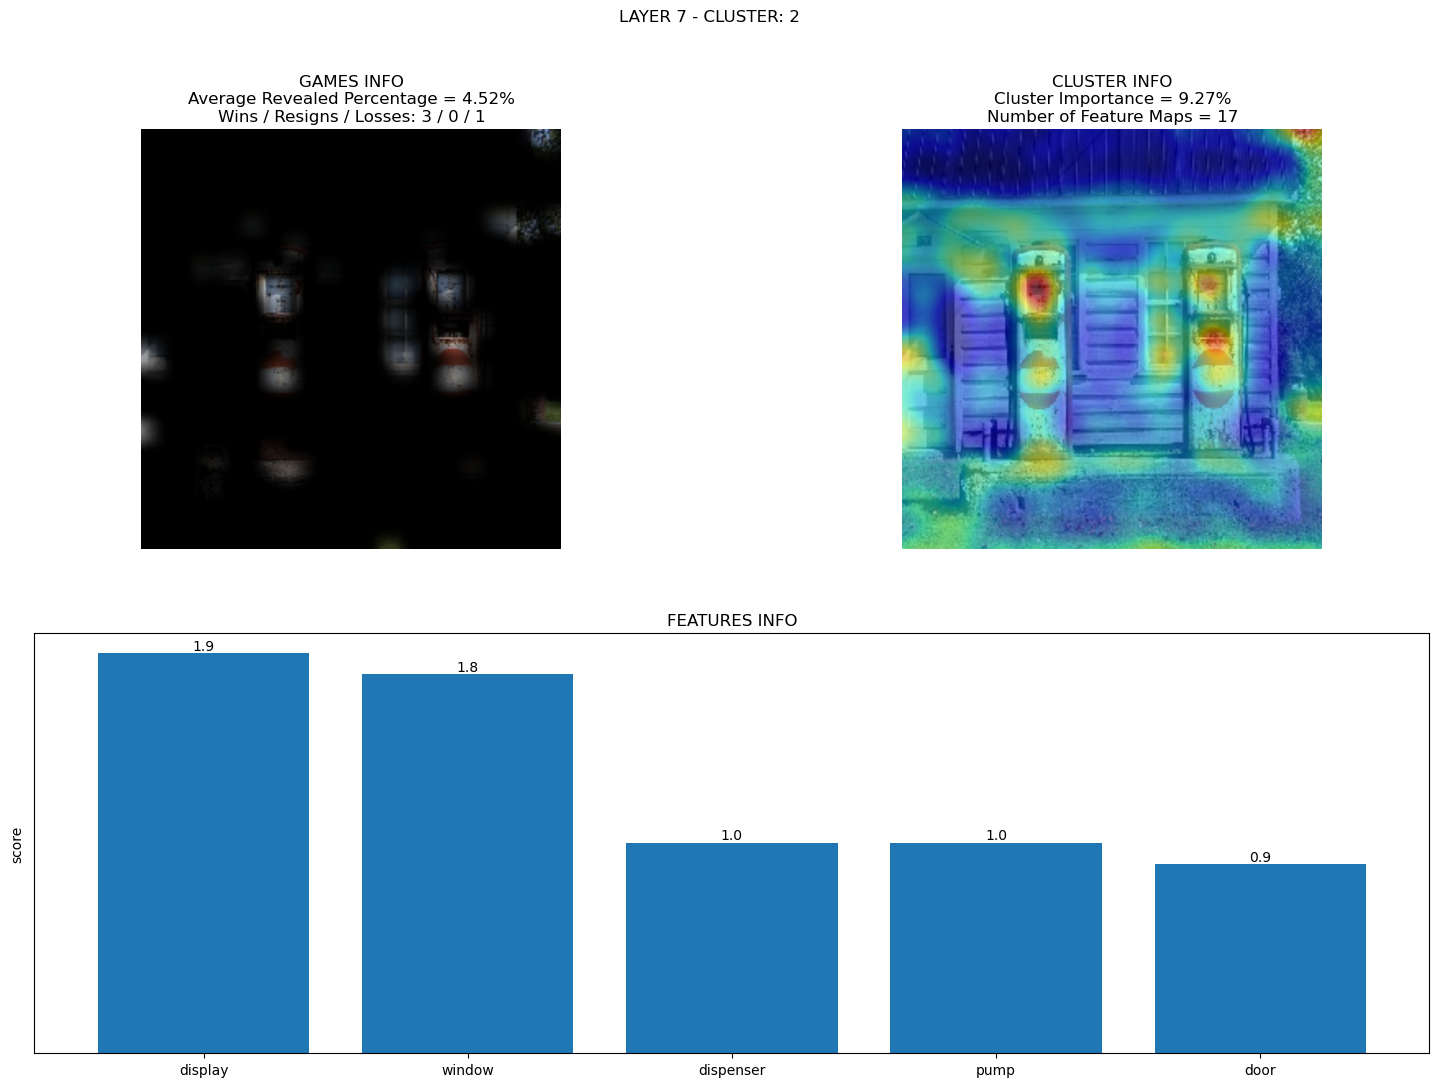 LAYER 7 - CLUSTER: 2
GAMES INFO
Average Revealed Percentage = 4.52%
Wins / Resigns / Losses: 3 / 0 / 1
CLUSTER INFO
Cluster Importance = 9.27%
Number of Feature Maps = 17
FEATURES INFO
score
1.9
1.8
1.0
1.0
0.9
display
window
dispenser
pump
door